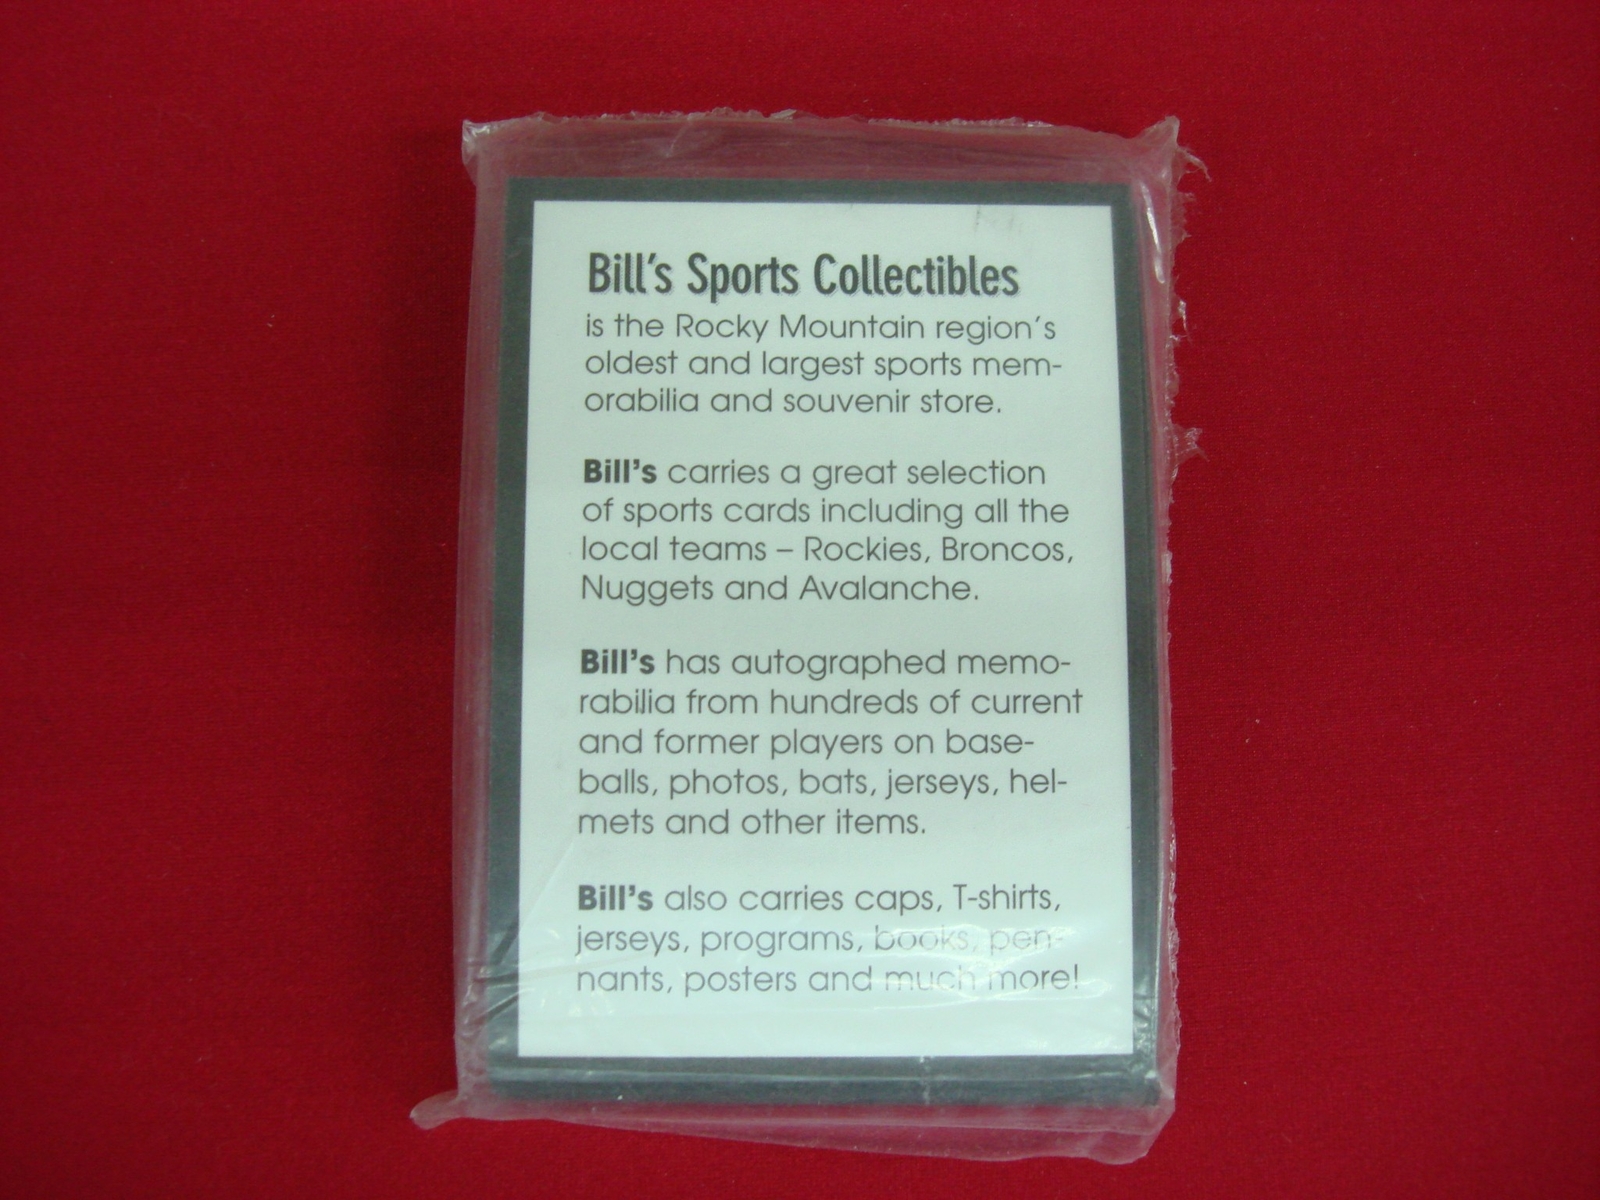 Bill's Sports Collectibles
is the Rocky Mountain region's
oldest and largest sports mem-
orabilia and souvenir store.
Bill's carries a great selection
of sports cards including all the
local teams – Rockies, Broncos,
Nuggets and Avalanche.
Bill's has autographed memo-
rabilia from hundreds of current
and former players on base-
balls, photos, bats, jerseys, hel-
mets and other items.
Bill's also carries caps, T-shirts,
jerseys, programs, books, pen-
nants, posters and much more!